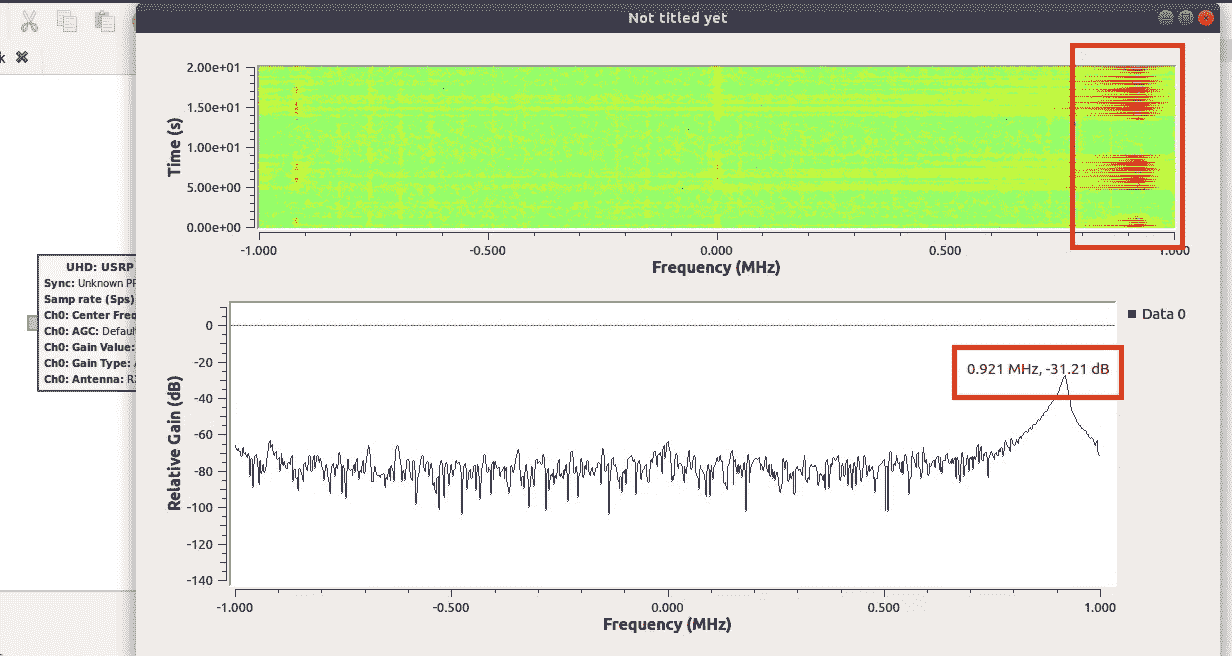 Not titled yet
k
2.00e+01
1.50e+01
1.00e+01
5.00e+00
0.00e+00
Time (s)
-1.000 -0.500 0.000 0.500 1.000
Frequency (MHz)
UHD: USRP
Sync: Unknown PP
Samp rate (Sps)
Ch0: Center Freq
Ch0: AGC: Default
Ch0: Gain Value:
Ch0: Gain Type:
Ch0: Antenna: RX
0
-20
-40
-60
-80
-100
-120
-140
Relative Gain (dB)
Data 0
0.921 MHz, -31.21 dB
-1.000 -0.500 0.000 0.500 1.000
Frequency (MHz)